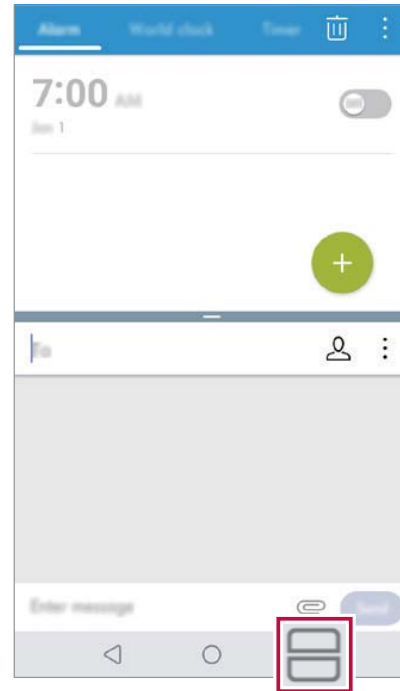 Alarm World clock Timer
7:00 AM
Jan 1
To
Enter message Send